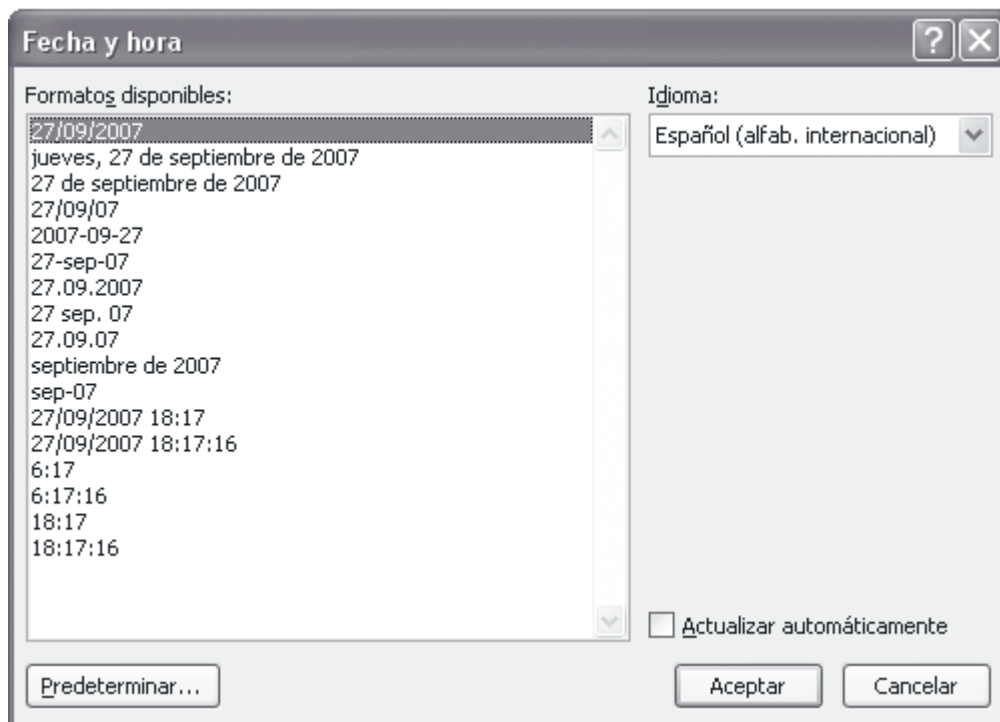 Fecha y hora
Formatos disponibles:
27/09/2007
jueves, 27 de septiembre de 2007
27 de septiembre de 2007
27/09/07
2007-09-27
27-sep-07
27.09.2007
27 sep. 07
27.09.07
septiembre de 2007
sep-07
27/09/2007 18:17
27/09/2007 18:17:16
6:17
6:17:16
18:17
18:17:16
Idioma:
Español (alfab. internacional)
Actualizar automáticamente
Predeterminar...
Aceptar
Cancelar